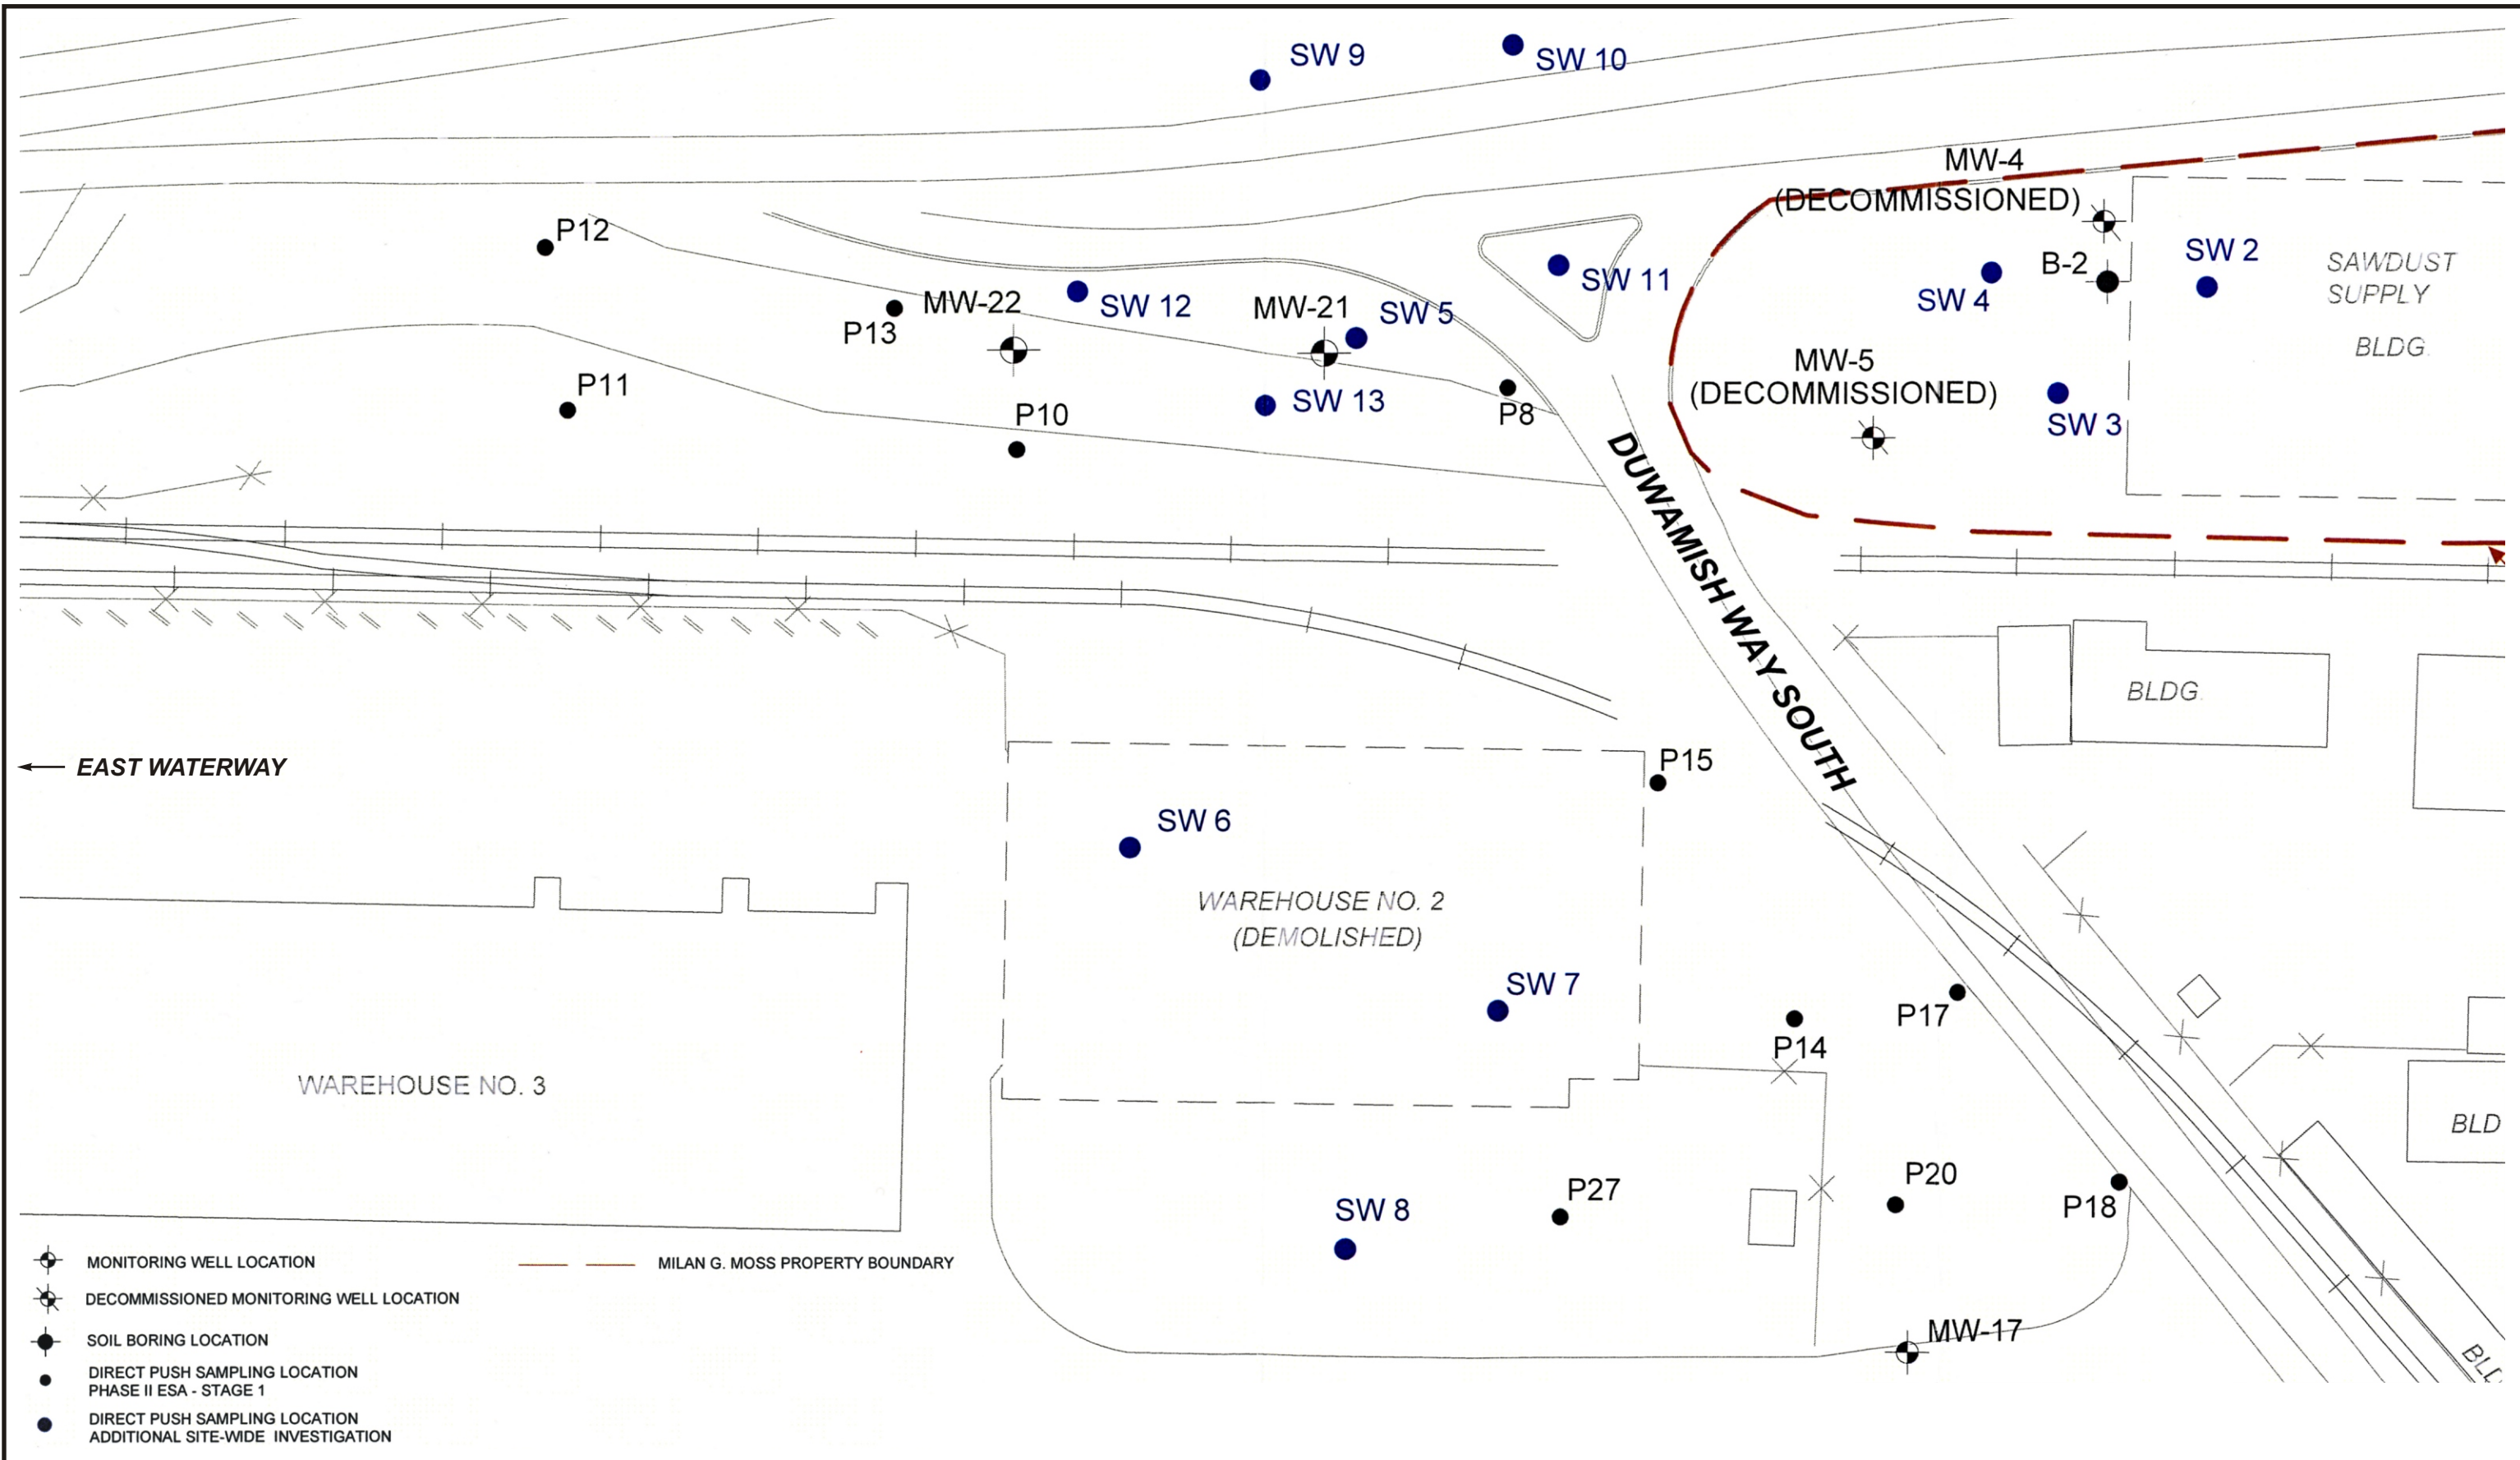 SW 9
SW 10
MW-4
(DECOMMISSIONED)
P12
SW 2
B-2
SAWDUST
SUPPLY
BLDG.
SW 11
SW 4
MW-22
SW 12
MW-21
SW 5
P13
MW-5
(DECOMMISSIONED)
P11
SW 13
P10
P8
SW 3
DUWAMISH WAY SOUTH
BLDG.
EAST WATERWAY
P15
SW 6
WAREHOUSE NO. 2
(DEMOLISHED)
SW 7
P17
P14
WAREHOUSE NO. 3
BLD
P20
P27
SW 8
P18
MW-17
BLD
MONITORING WELL LOCATION
MILAN G. MOSS PROPERTY BOUNDARY
DECOMMISSIONED MONITORING WELL LOCATION
SOIL BORING LOCATION
DIRECT PUSH SAMPLING LOCATION
PHASE II ESA - STAGE 1
DIRECT PUSH SAMPLING LOCATION
ADDITIONAL SITE-WIDE INVESTIGATION